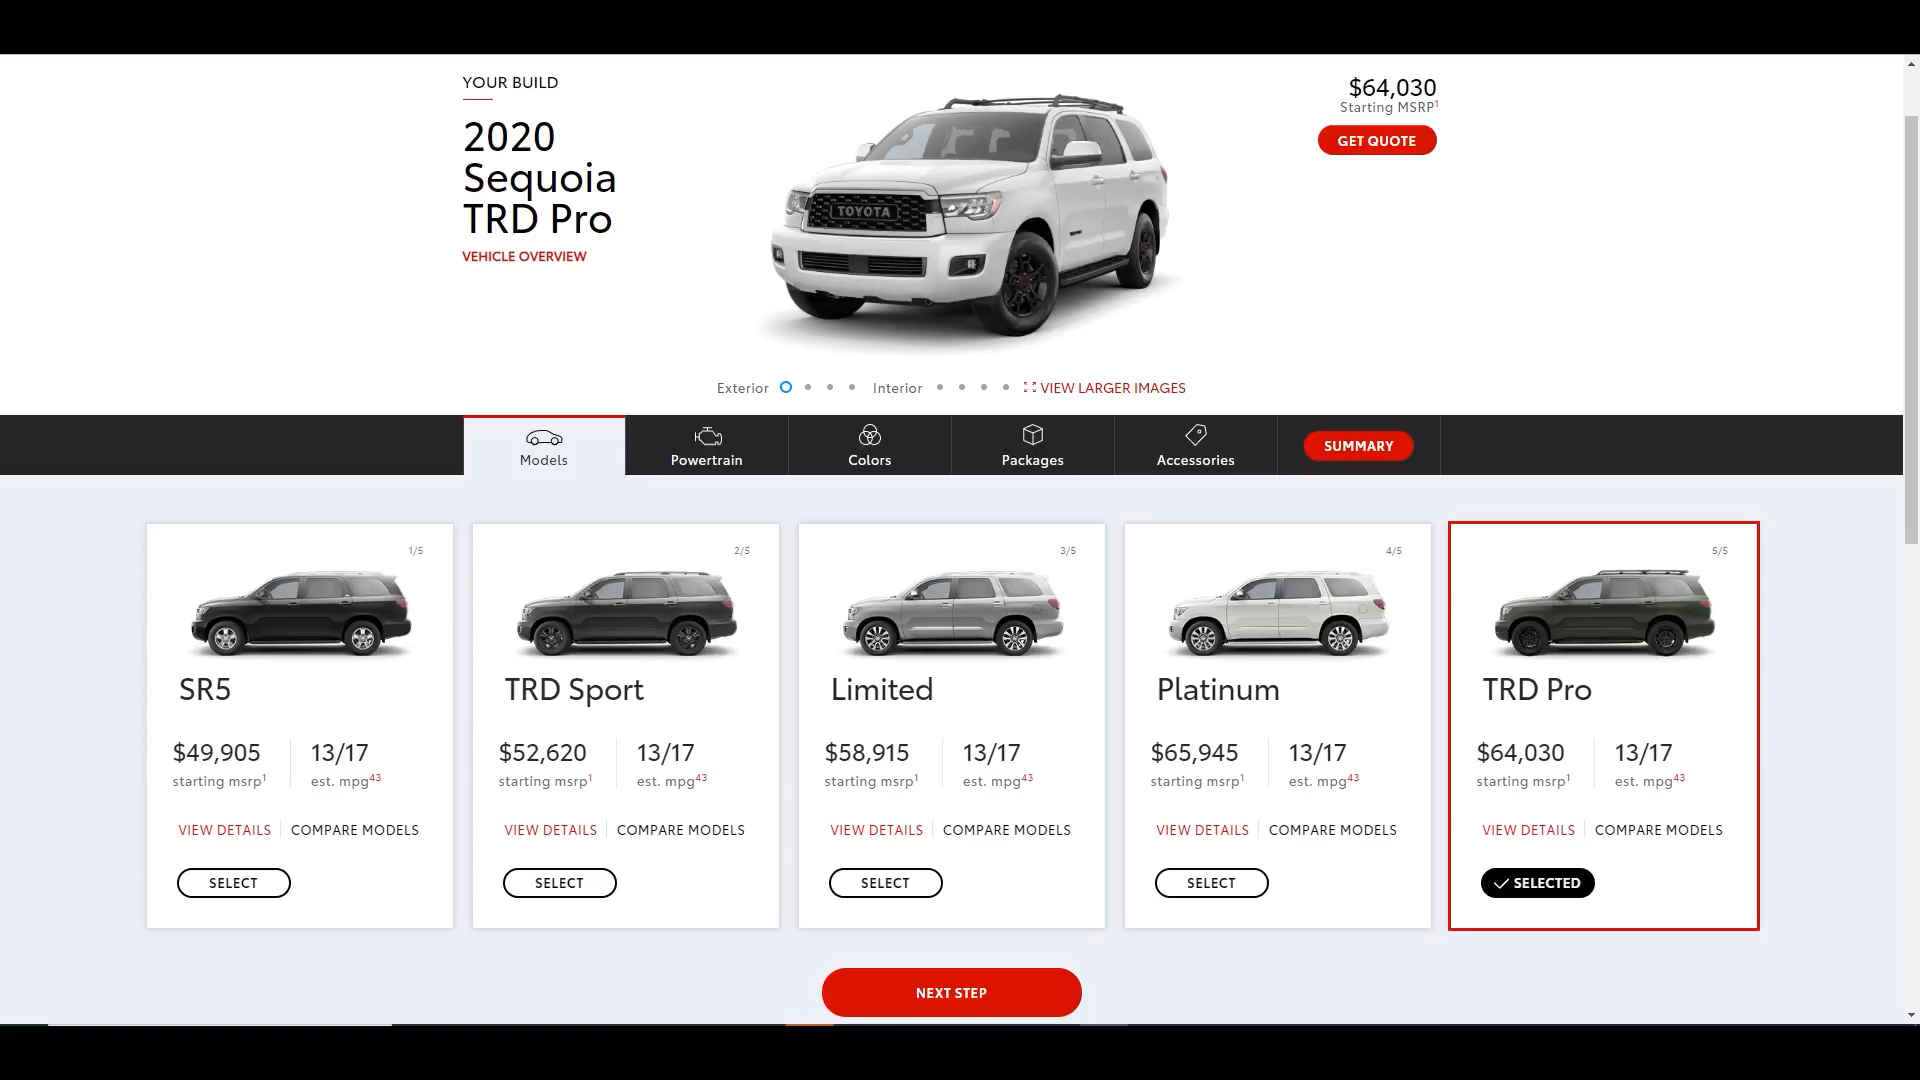 YOUR BUILD
2020
Sequoia
TRD Pro
VEHICLE OVERVIEW
TOYOTA
$64,030
Starting MSRP1
GET QUOTE
Exterior Interior VIEW LARGER IMAGES
Models Powertrain Colors Packages Accessories SUMMARY
1/5
SR5
$49,905 13/17
starting msrp1 est. mpg43
VIEW DETAILS COMPARE MODELS
SELECT
2/5
TRD Sport
$52,620 13/17
starting msrp1 est. mpg43
VIEW DETAILS COMPARE MODELS
SELECT
3/5
Limited
$58,915 13/17
starting msrp1 est. mpg43
VIEW DETAILS COMPARE MODELS
SELECT
4/5
Platinum
$65,945 13/17
starting msrp1 est. mpg43
VIEW DETAILS COMPARE MODELS
SELECT
5/5
TRD Pro
$64,030 13/17
starting msrp1 est. mpg43
VIEW DETAILS COMPARE MODELS
SELECTED
NEXT STEP